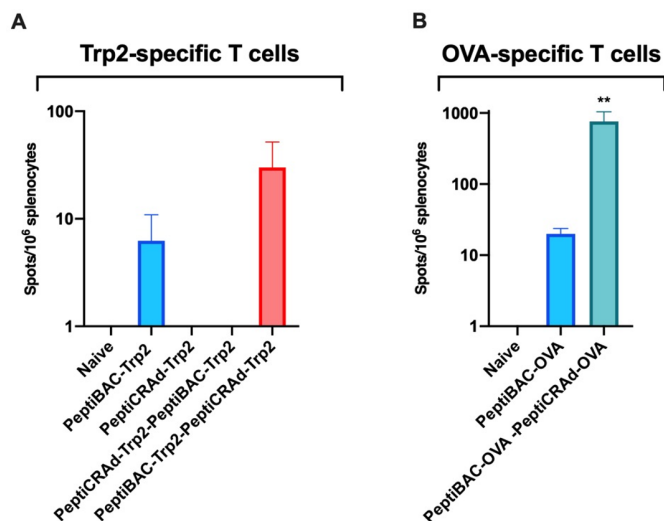 A
Trp2-specific T cells
Spots/10⁶ splenocytes
100
10
1
Naive
PeptiBAC-Trp2
PeptiCRAd-Trp2
PeptiCRAd-Trp2-PeptiBAC-Trp2
PeptiBAC-Trp2-PeptiCRAd-Trp2
B
OVA-specific T cells
**
Spots/10⁶ splenocytes
1000
100
10
1
Naive
PeptiBAC-OVA
PeptiBAC-OVA -PeptiCRAd-OVA